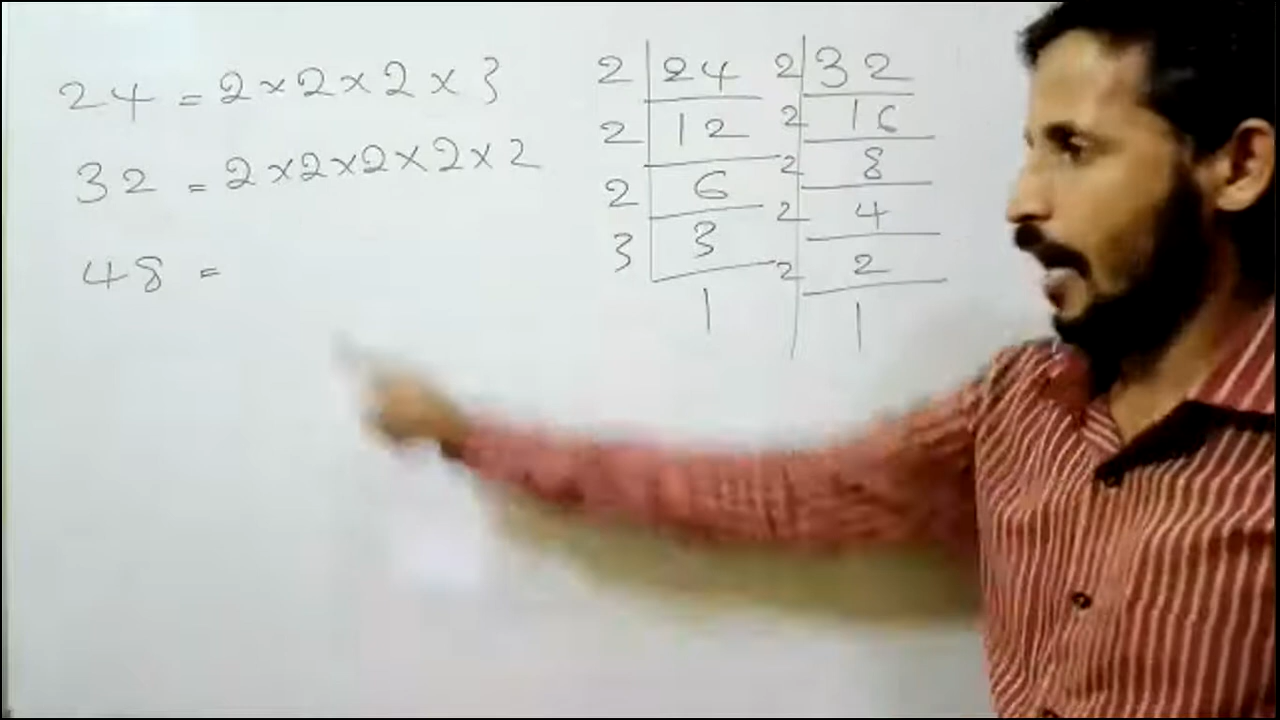 24 = 2 × 2 × 2 × 3
32 = 2 × 2 × 2 × 2 × 2
48 =
2 | 24
2 | 12
2 | 6
3 | 3
1
2 | 32
2 | 16
2 | 8
2 | 4
2 | 2
1